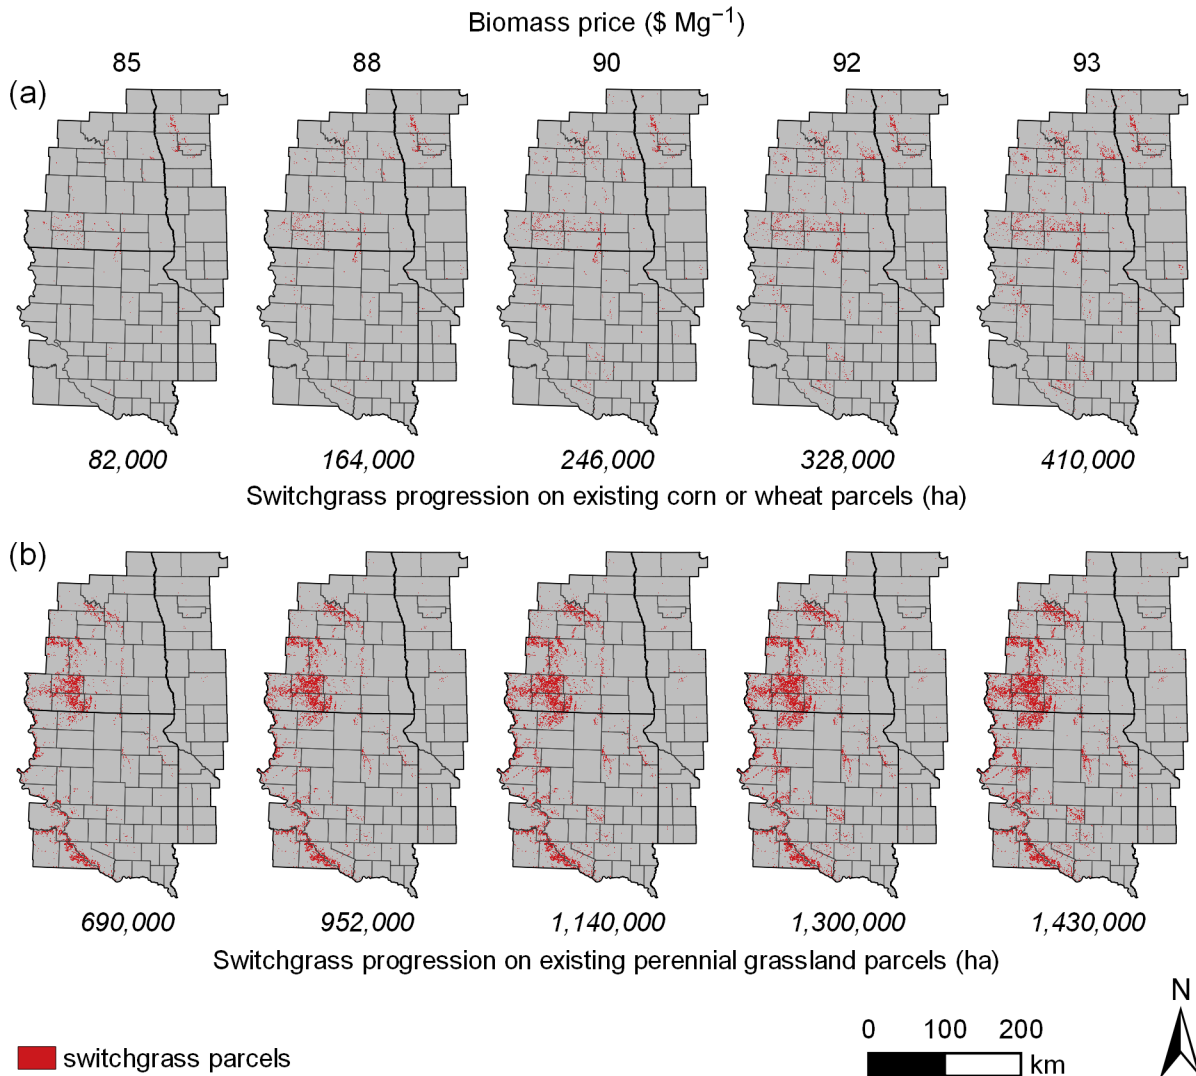 Biomass price ($ Mg⁻¹)
85 88 90 92 93
(a)
82,000 164,000 246,000 328,000 410,000
Switchgrass progression on existing corn or wheat parcels (ha)
(b)
690,000 952,000 1,140,000 1,300,000 1,430,000
Switchgrass progression on existing perennial grassland parcels (ha)
N
0 100 200
switchgrass parcels
km